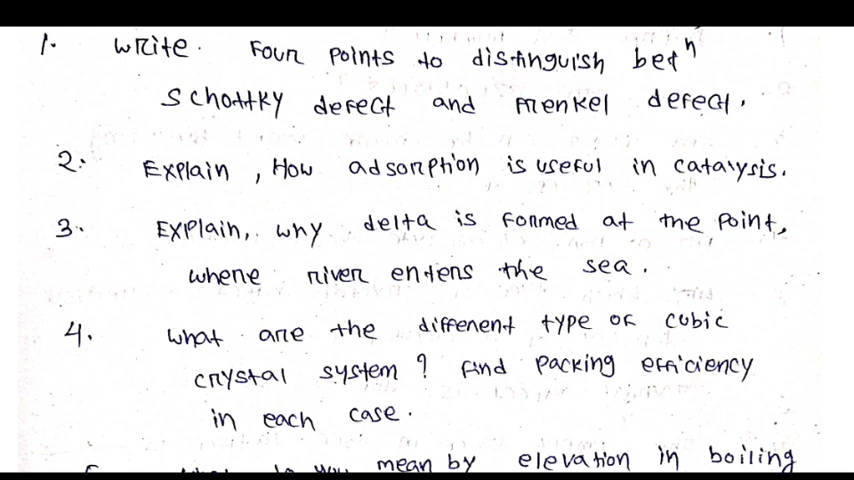 1. Write Four points to distinguish betn
Schottky defect and Frenkel defect.
2. Explain, How adsorption is useful in catalysis.
3. Explain, why delta is formed at the point,
where river enters the sea.
4. what are the different type of cubic
crystal system ? Find packing efficiency
in each case.
you mean by elevation in boiling